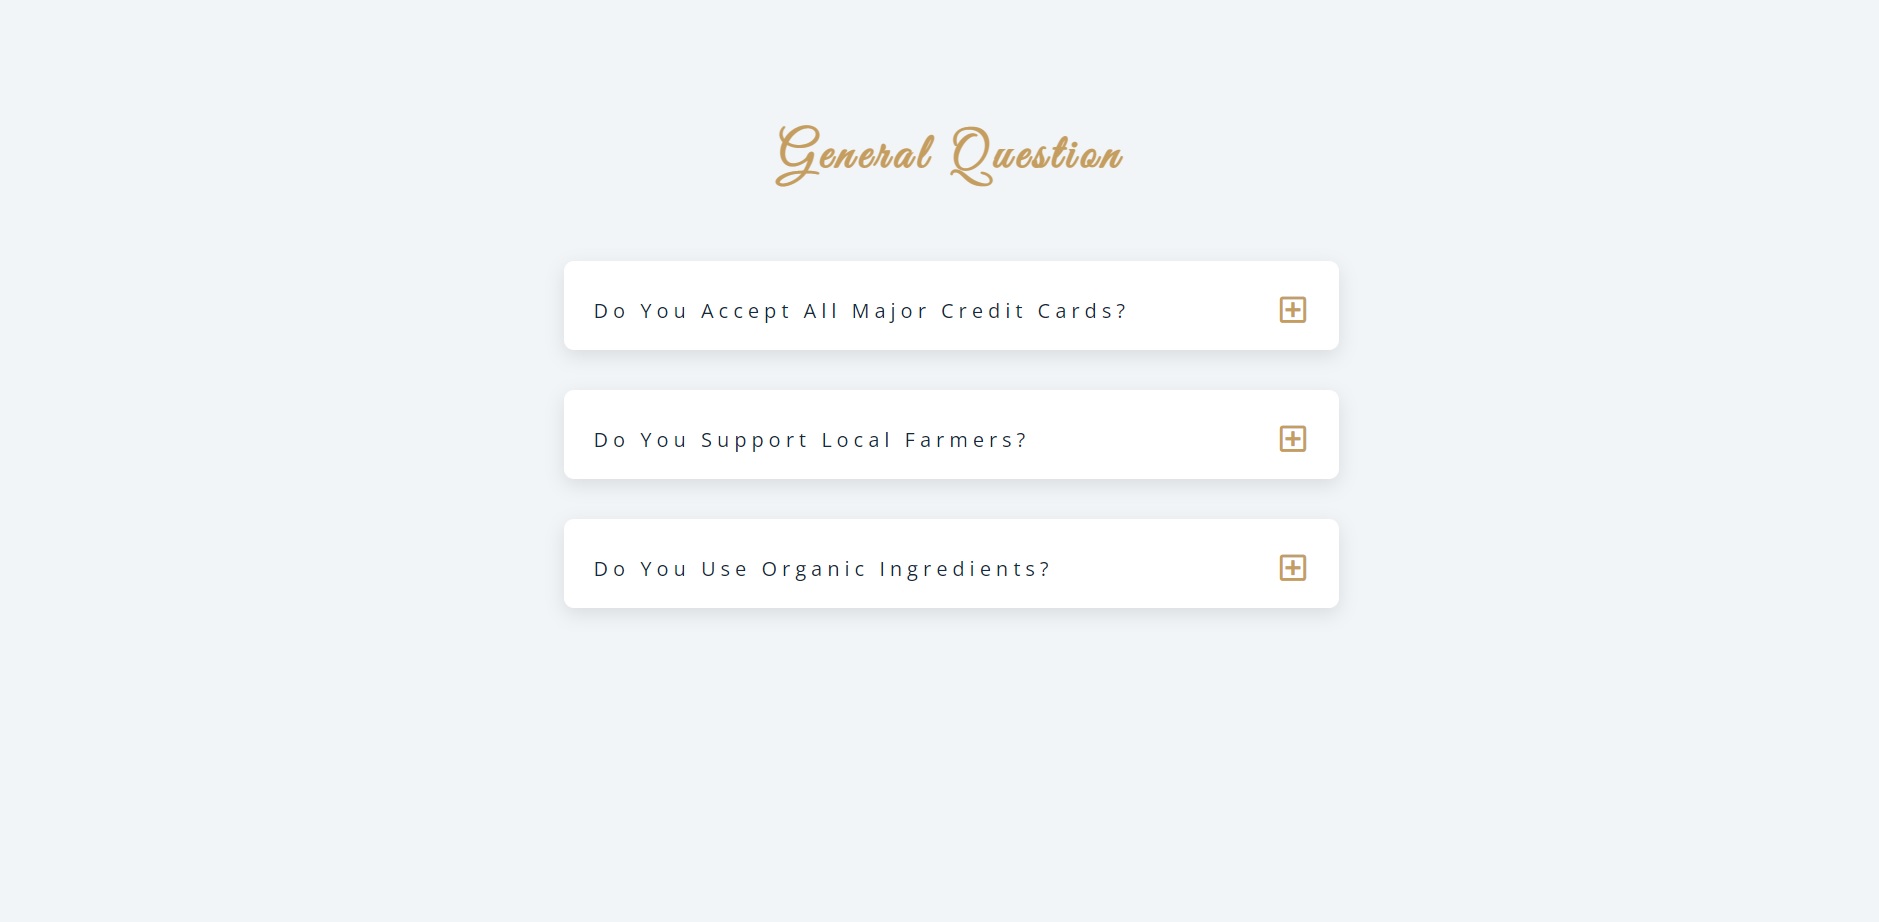 General Question
Do You Accept All Major Credit Cards?
Do You Support Local Farmers?
Do You Use Organic Ingredients?